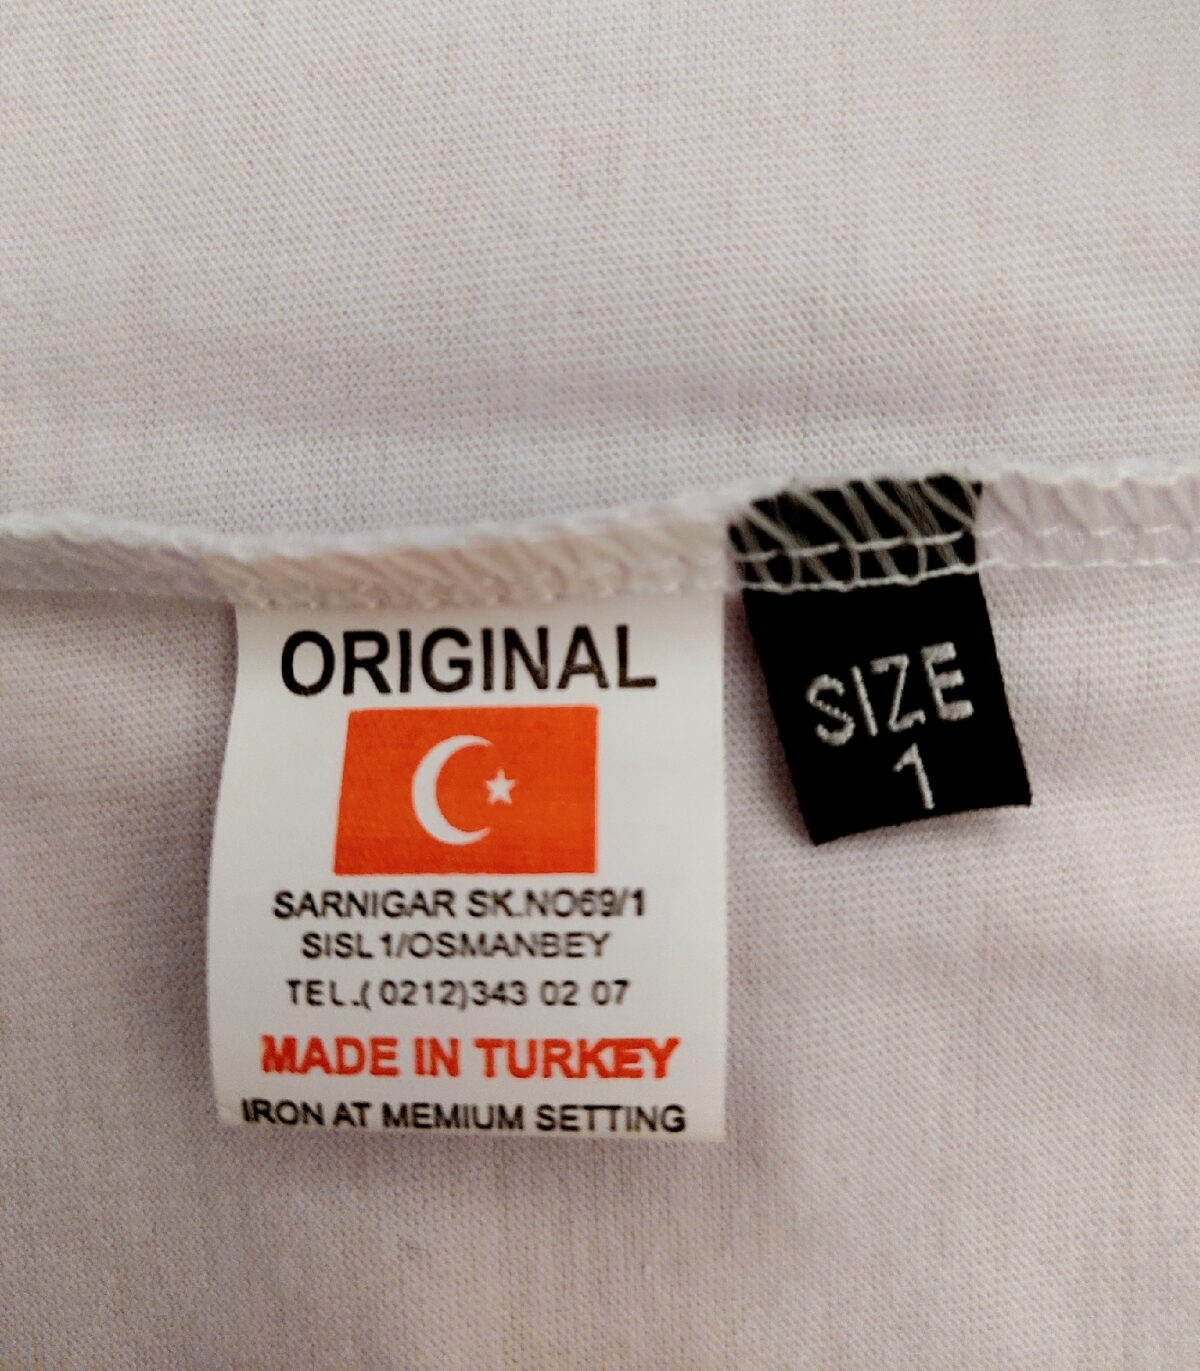 ORIGINAL
SARNIGAR SK.NO69/1
SISL1/OSMANBEY
TEL.(0212)343 02 07
MADE IN TURKEY
IRON AT MEMIUM SETTING
SIZE
1